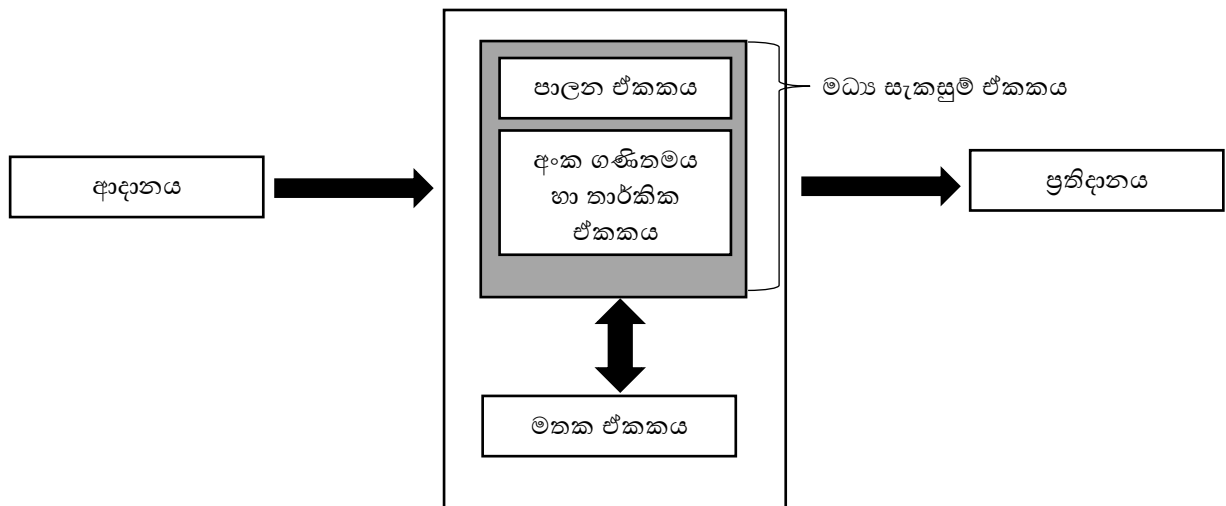 පාලන ඒකකය
මධ්‍ය සැකසුම් ඒකකය
අංක ගණිතමය
හා තාර්කික
ඒකකය
ආදානය
ප්‍රතිදානය
මතක ඒකකය